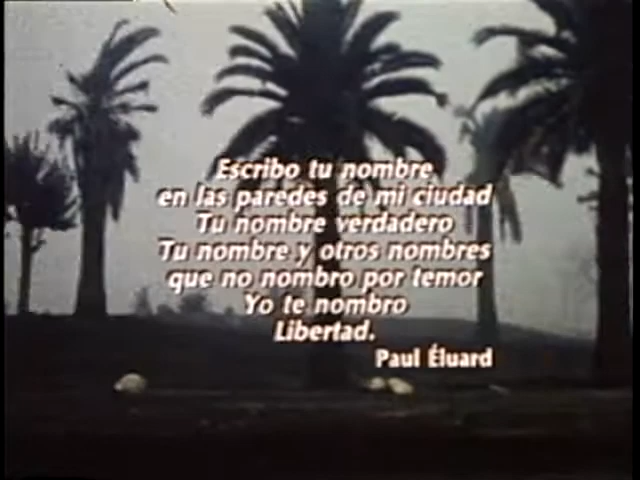 Escribo tu nombre
en las paredes de mi ciudad
Tu nombre verdadero
Tu nombre y otros nombres
que no nombro por temor
Yo te nombro
Libertad.
Paul Éluard